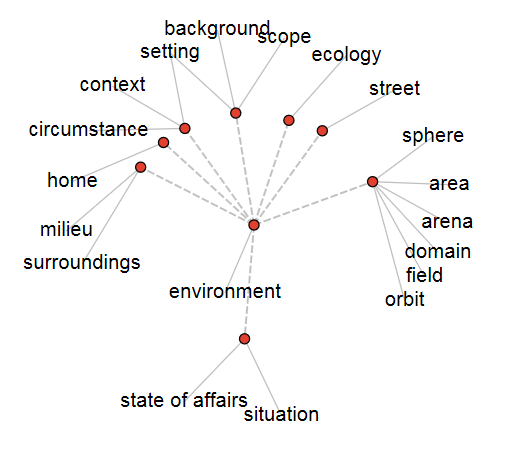 background
scope
setting
ecology
context
street
circumstance
sphere
home
area
milieu
arena
surroundings
domain
field
environment
orbit
state of affairs
situation